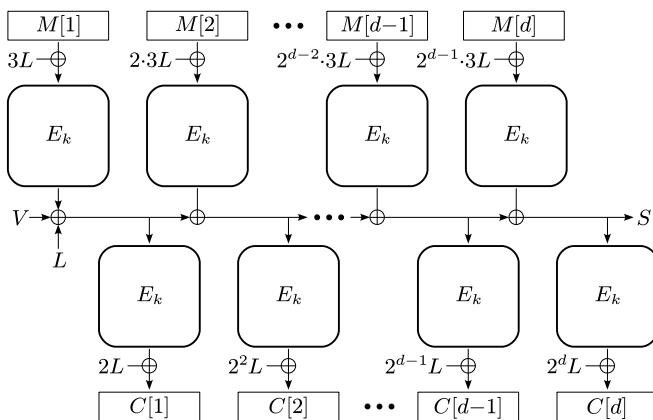 M[1] M[2] ••• M[d−1] M[d]
3L 2·3L 2^{d−2}·3L 2^{d−1}·3L
E_k E_k E_k E_k
V ••• S
L
E_k E_k E_k E_k
2L 2^2L 2^{d−1}L 2^dL
C[1] C[2] ••• C[d−1] C[d]